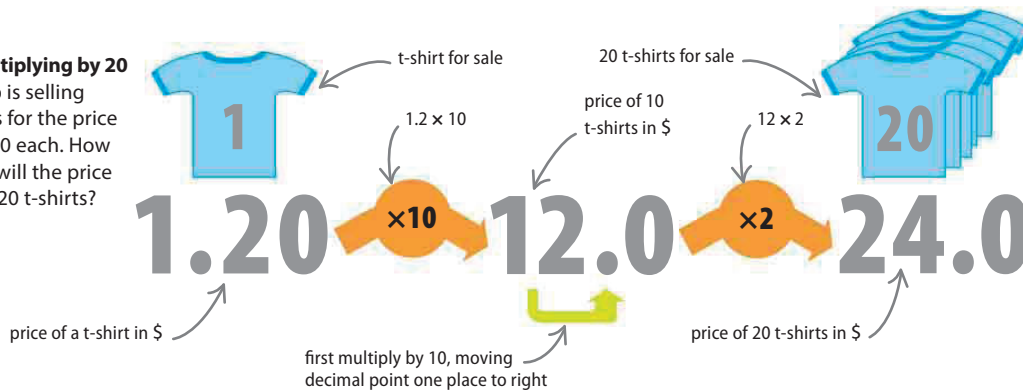 tiplying by 20
is selling
for the price
0 each. How
will the price
20 t-shirts?
1
t-shirt for sale
1.2 × 10
price of 10
t-shirts in $
20 t-shirts for sale
12 × 2
20
1.20
×10
12.0
×2
24.0
price of a t-shirt in $
first multiply by 10, moving
decimal point one place to right
price of 20 t-shirts in $